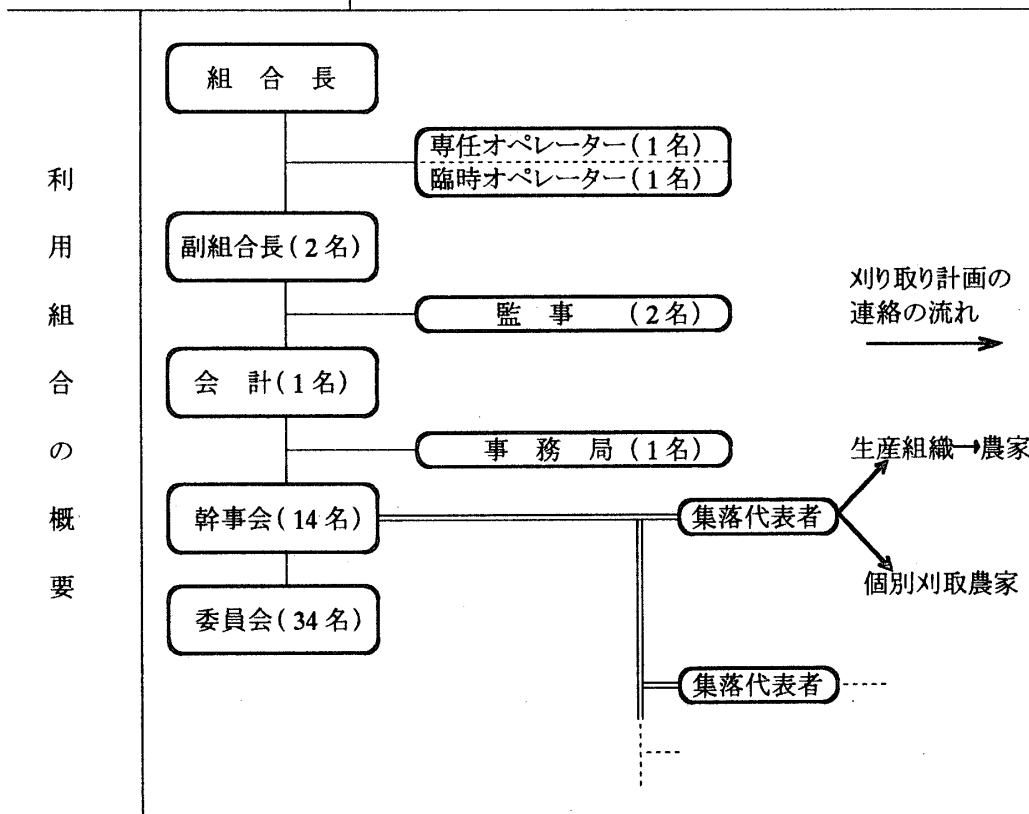 利用組合の概要
組合長
専任オペレーター(1名)
臨時オペレーター(1名)
副組合長(2名)
監事 (2名)
刈り取り計画の
連絡の流れ
会計(1名)
事務局(1名)
生産組織→農家
幹事会(14名)
集落代表者
個別刈取農家
委員会(34名)
集落代表者